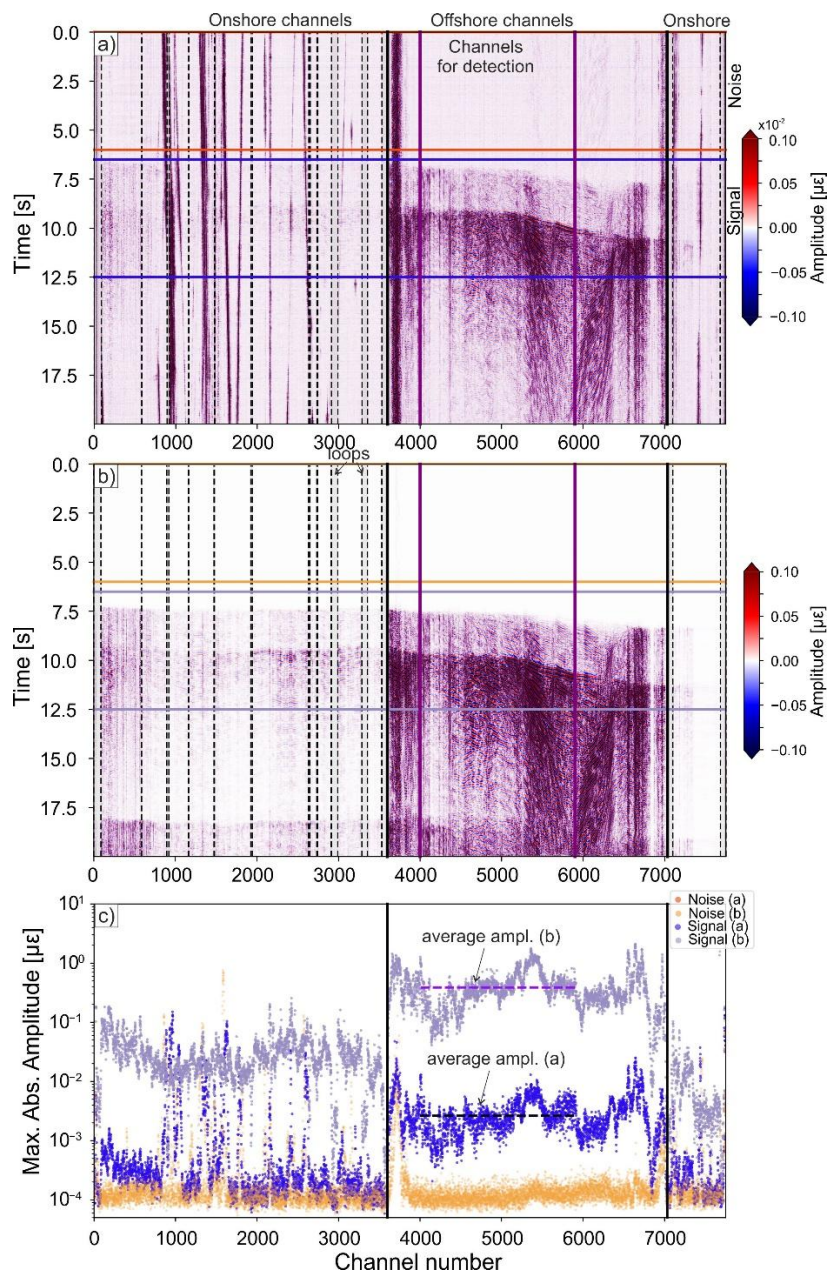 Onshore channels Offshore channels Onshore
a)
Channels
for detection
0.0
2.5
5.0
7.5
10.0
12.5
15.0
17.5
Time [s]
Noise
Signal
x10⁻²
0.10
0.05
0.00
−0.05
−0.10
Amplitude [με]
0 1000 2000 3000 4000 5000 6000 7000
loops
b)
0.0
2.5
5.0
7.5
10.0
12.5
15.0
17.5
Time [s]
0.10
0.05
0.00
−0.05
−0.10
Amplitude [με]
0 1000 2000 3000 4000 5000 6000 7000
c)
10¹
10⁰
10⁻¹
10⁻²
10⁻³
10⁻⁴
Max. Abs. Amplitude [με]
average ampl. (b)
average ampl. (a)
Noise (a)
Noise (b)
Signal (a)
Signal (b)
0 1000 2000 3000 4000 5000 6000 7000
Channel number